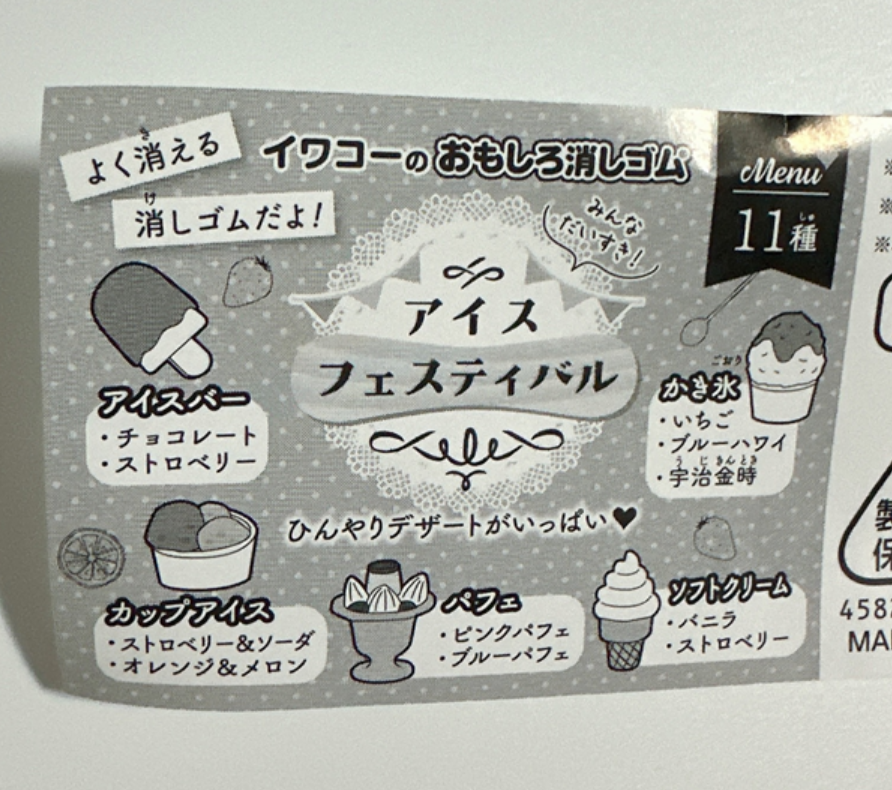 よく消える
消しゴムだよ!
イワコーのおもしろ消しゴム
みんな
だいすき!
アイス
フェスティバル
Menu
11種
アイスバー
・チョコレート
・ストロベリー
かき氷
・いちご
・ブルーハワイ
・宇治金時
ひんやりデザートがいっぱい♥
カップアイス
・ストロベリー&ソーダ
・オレンジ&メロン
パフェ
・ピンクパフェ
・ブルーパフェ
ソフトクリーム
・バニラ
・ストロベリー
※
※
※
製
保
458
MA